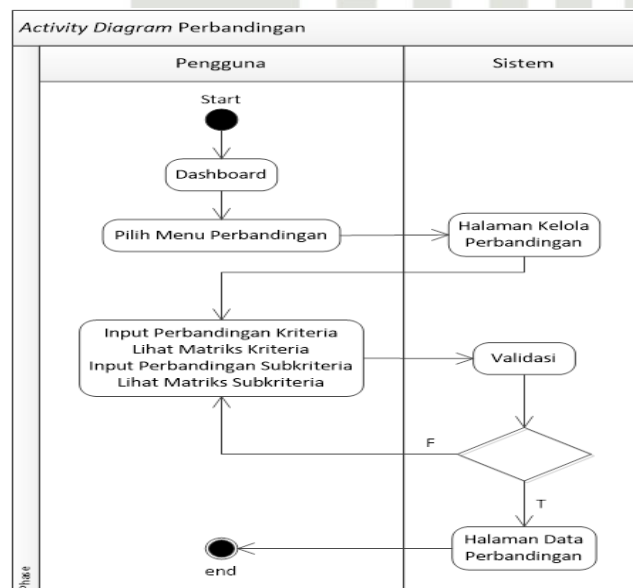 Activity Diagram Perbandingan
Pengguna
Sistem
Start
Dashboard
Pilih Menu Perbandingan
Halaman Kelola
Perbandingan
Input Perbandingan Kriteria
Lihat Matriks Kriteria
Input Perbandingan Subkriteria
Lihat Matriks Subkriteria
Validasi
F
T
Halaman Data
Perbandingan
end
Phase